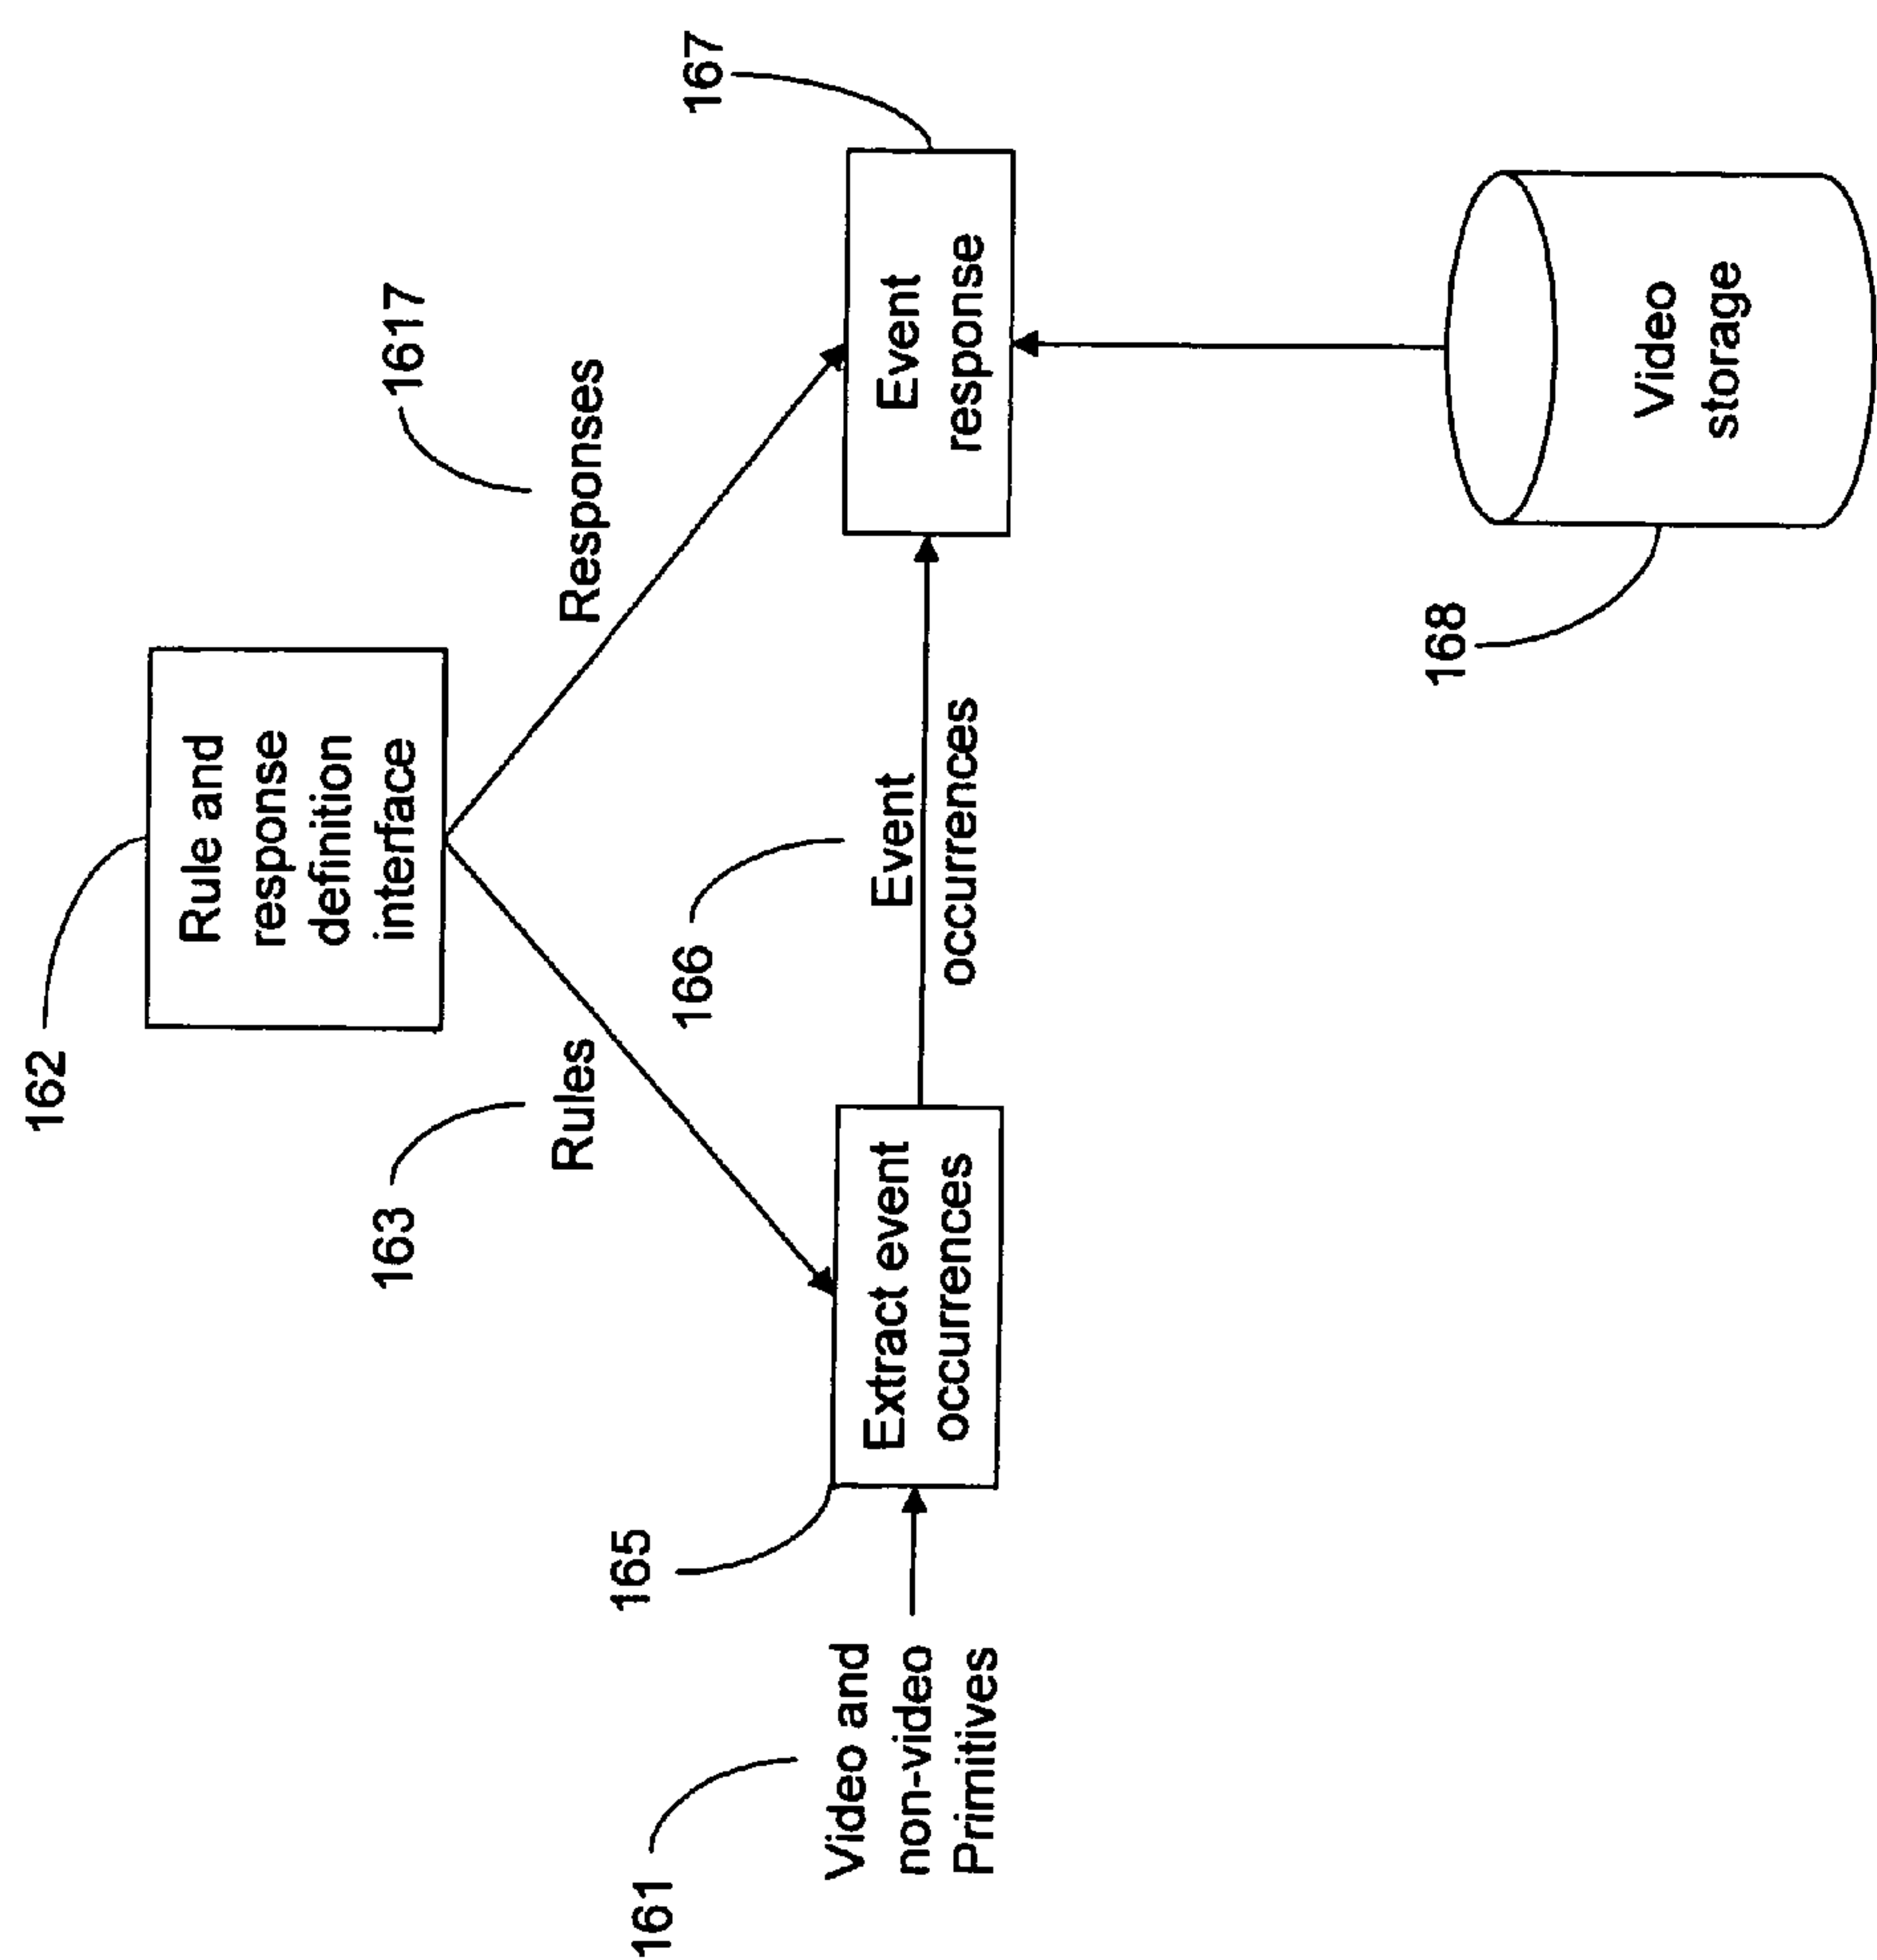 162
Rule and
response
definition
interface
163
Rules
1617
Responses
161
Video and
non-video
Primitives
165
Extract event
occurrences
166
Event
occurrences
167
Event
response
168
Video
storage